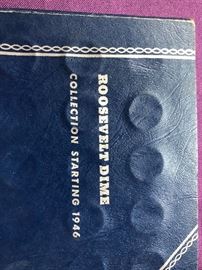 ROOSEVELT DIME
COLLECTION STARTING 1946